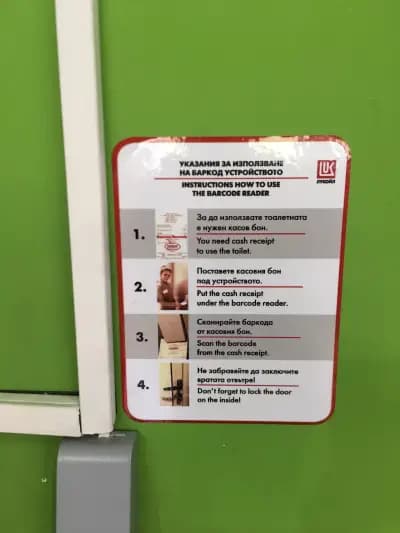 УКАЗАНИЯ ЗА ИЗПОЛЗВАНЕ
НА БАРКОД УСТРОЙСТВОТО
INSTRUCTIONS HOW TO USE
THE BARCODE READER
LUK
ЛУКОЙЛ
1.
За да използвате тоалетната
е нужен касов бон.
You need cash receipt
to use the toilet.
2.
Поставете касовия бон
под устройството.
Put the cash receipt
under the barcode reader.
3.
Сканирайте баркода
от касовия бон.
Scan the barcode
from the cash receipt.
4.
Не забравяйте да заключите
вратата отвътре!
Don't forget to lock the door
on the inside!